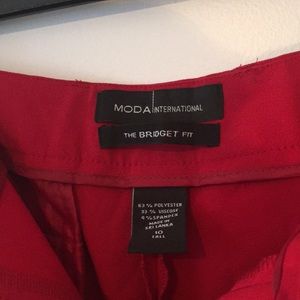 MODA INTERNATIONAL
THE BRIDGET FIT
63% POLYESTER
33% VISCOSE
4% SPANDEX
MADE IN
SRI LANKA
10
TALL